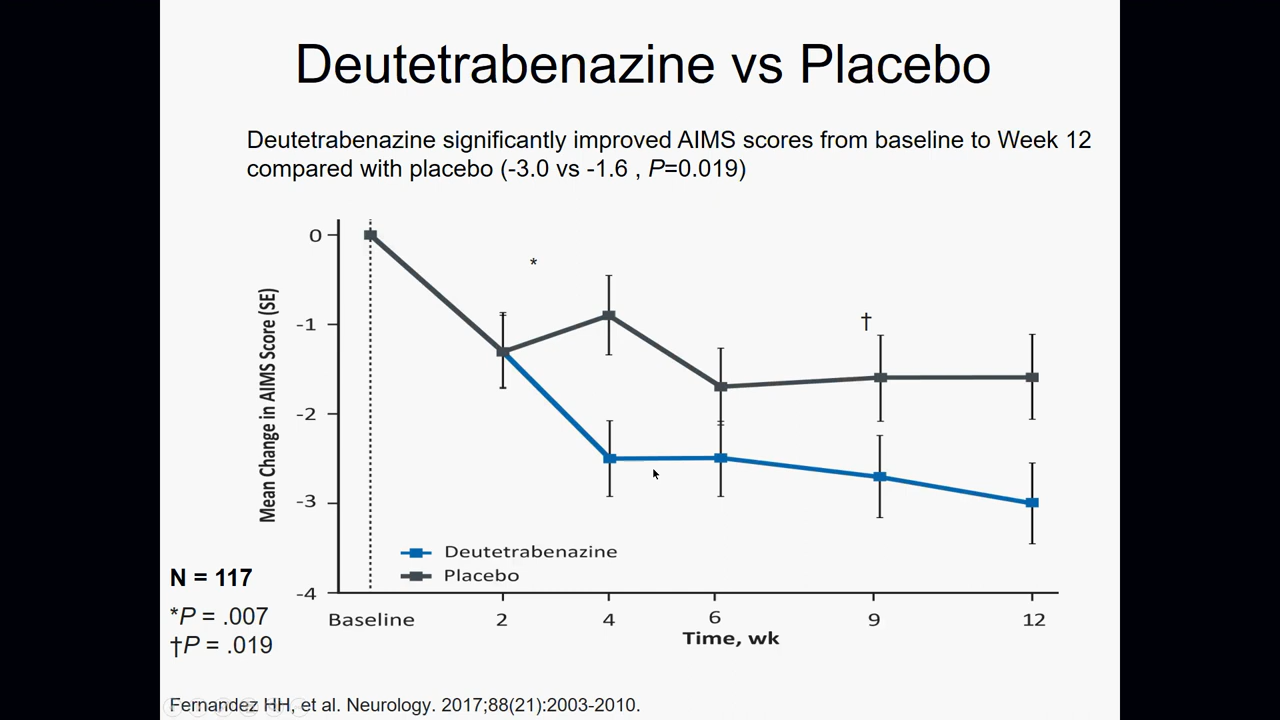 Deutetrabenazine vs Placebo
Deutetrabenazine significantly improved AIMS scores from baseline to Week 12
compared with placebo (-3.0 vs -1.6 , P=0.019)
Mean Change in AIMS Score (SE)
0
-1
-2
-3
-4
*
†
Deutetrabenazine
Placebo
Baseline
2
4
6
9
12
Time, wk
N = 117
*P = .007
†P = .019
Fernandez HH, et al. Neurology. 2017;88(21):2003-2010.